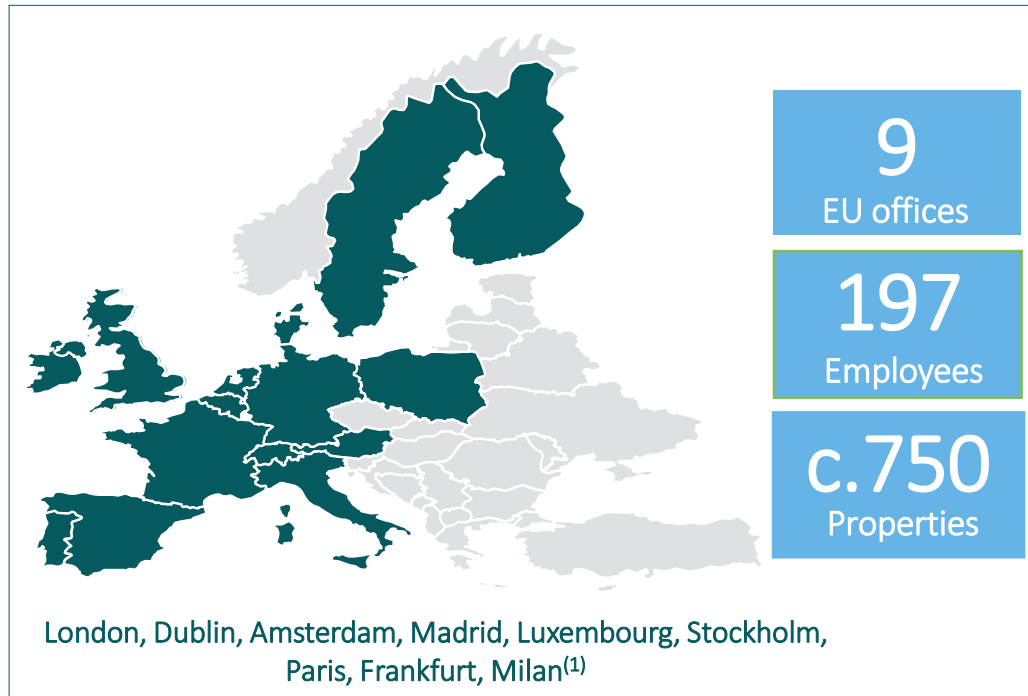 9
EU offices
197
Employees
c.750
Properties
London, Dublin, Amsterdam, Madrid, Luxembourg, Stockholm,
Paris, Frankfurt, Milan(1)